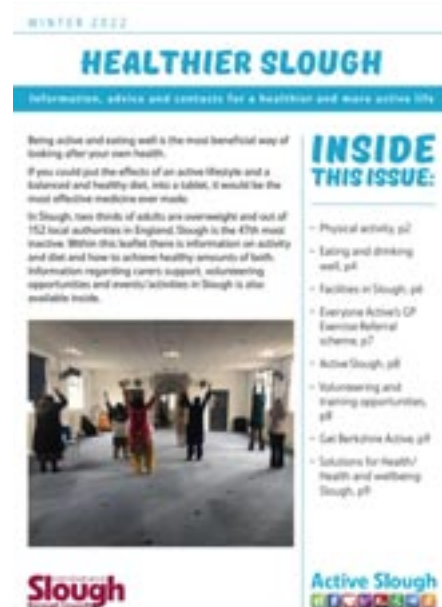 WINTER 2022
HEALTHIER SLOUGH
Information, advice and contacts for a healthier and more active life
Being active and eating well is the most beneficial way of
looking after your own health.
If you could put the effects of an active lifestyle and a
balanced and healthy diet, into a tablet, it would be the
most effective medicine ever made.
In Slough, two thirds of adults are overweight and out of
152 local authorities in England, Slough is the 47th most
inactive. Within this leaflet there is information on activity
and diet and how to achieve healthy amounts of both.
Information regarding carers support, volunteering
opportunities and events/activities in Slough is also
available inside.
INSIDE
THIS ISSUE:
- Physical activity, p2
- Eating and drinking
well, p4
- Facilities in Slough, p6
- Everyone Active's GP
Exercise Referral
scheme, p7
- Active Slough, p8
- Volunteering and
training opportunities,
p8
- Get Berkshire Active, p9
- Solutions for Health/
Health and wellbeing
Slough, p9
Slough
Active Slough